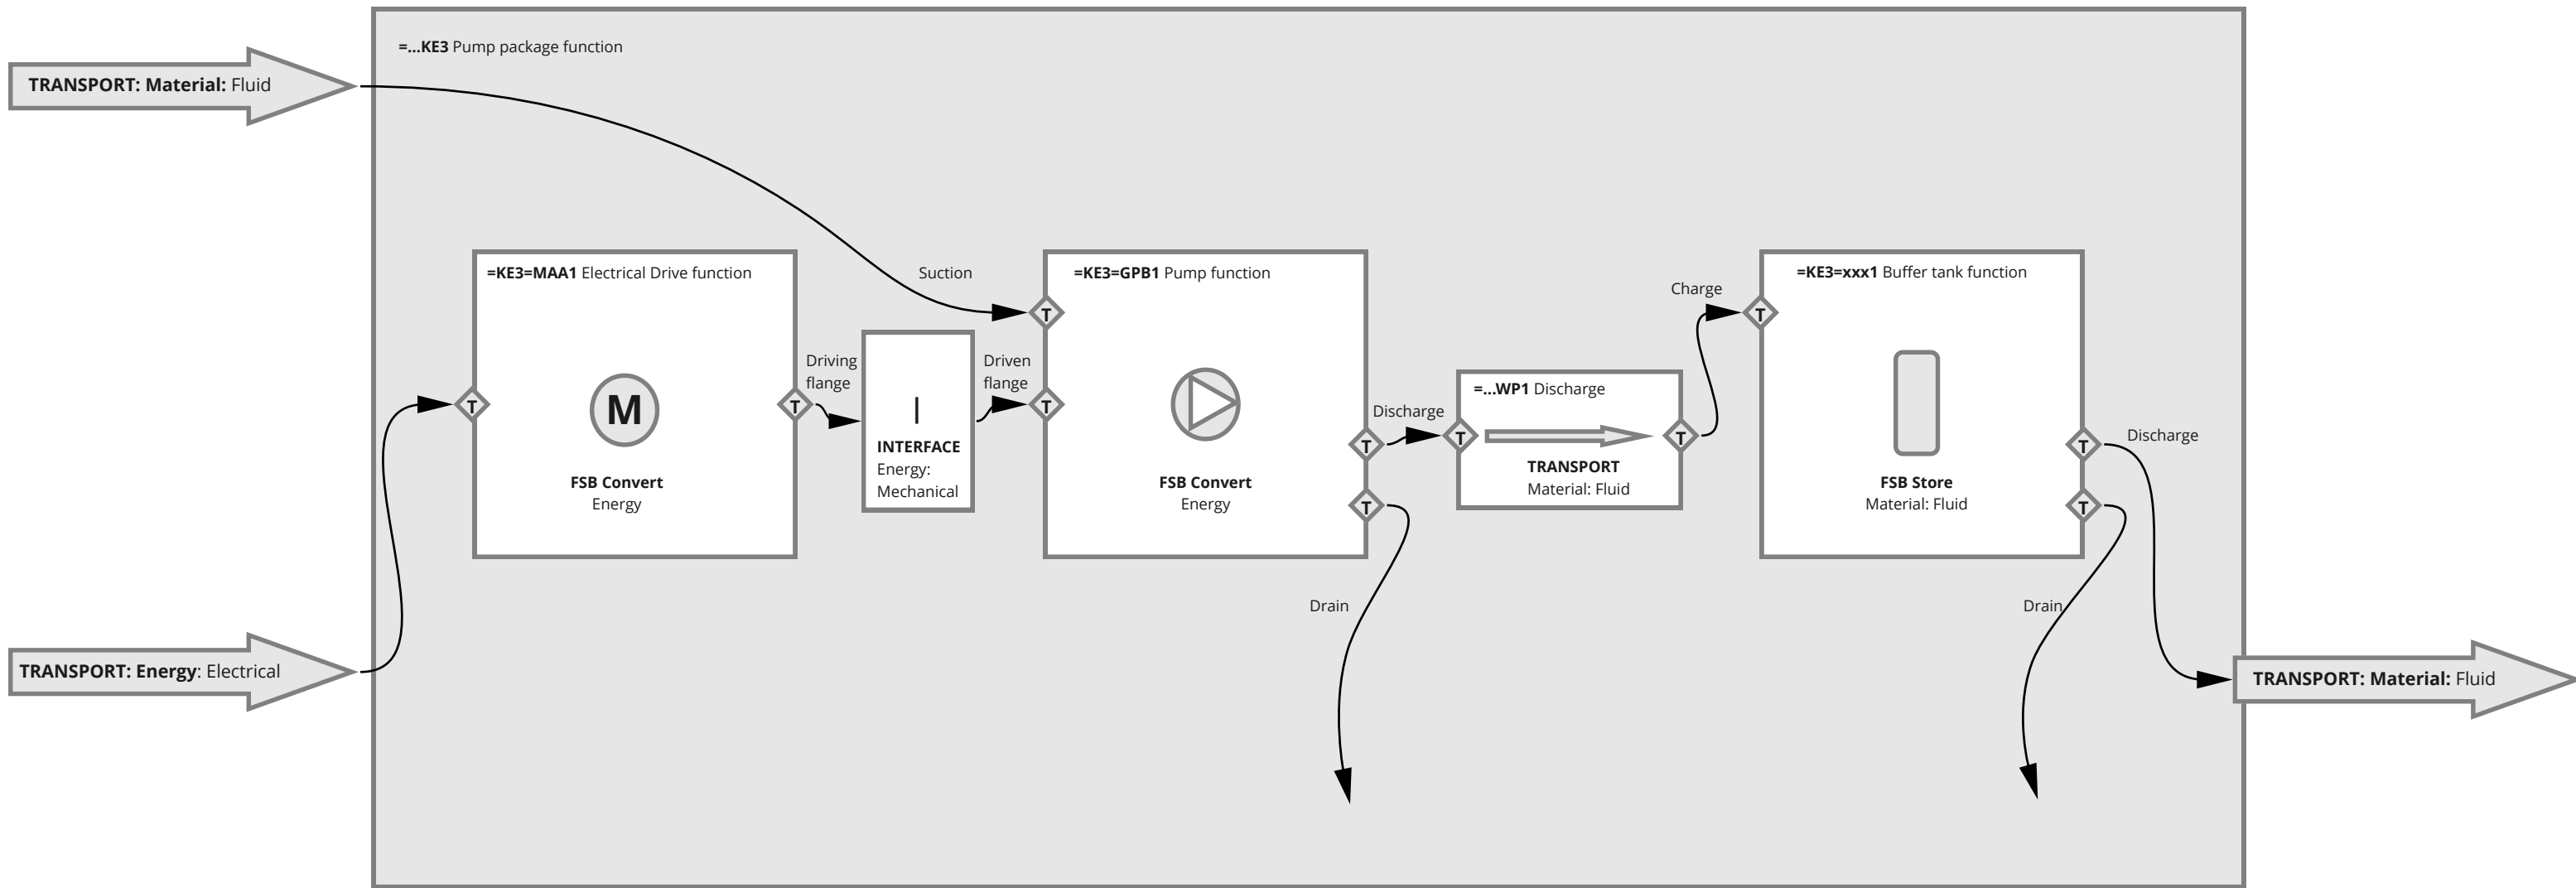 =...KE3 Pump package function
TRANSPORT: Material: Fluid
=KE3=MAA1 Electrical Drive function
Suction
=KE3=GPB1 Pump function
Charge
=KE3=xxx1 Buffer tank function
T
T
Driving
flange
Driven
flange
T
T
M
I
T
INTERFACE
Energy:
Mechanical
FSB Convert
Energy
FSB Convert
Energy
Discharge
T
T
=...WP1 Discharge
T
T
TRANSPORT
Material: Fluid
FSB Store
Material: Fluid
T
T
Discharge
Drain
Drain
TRANSPORT: Energy: Electrical
TRANSPORT: Material: Fluid